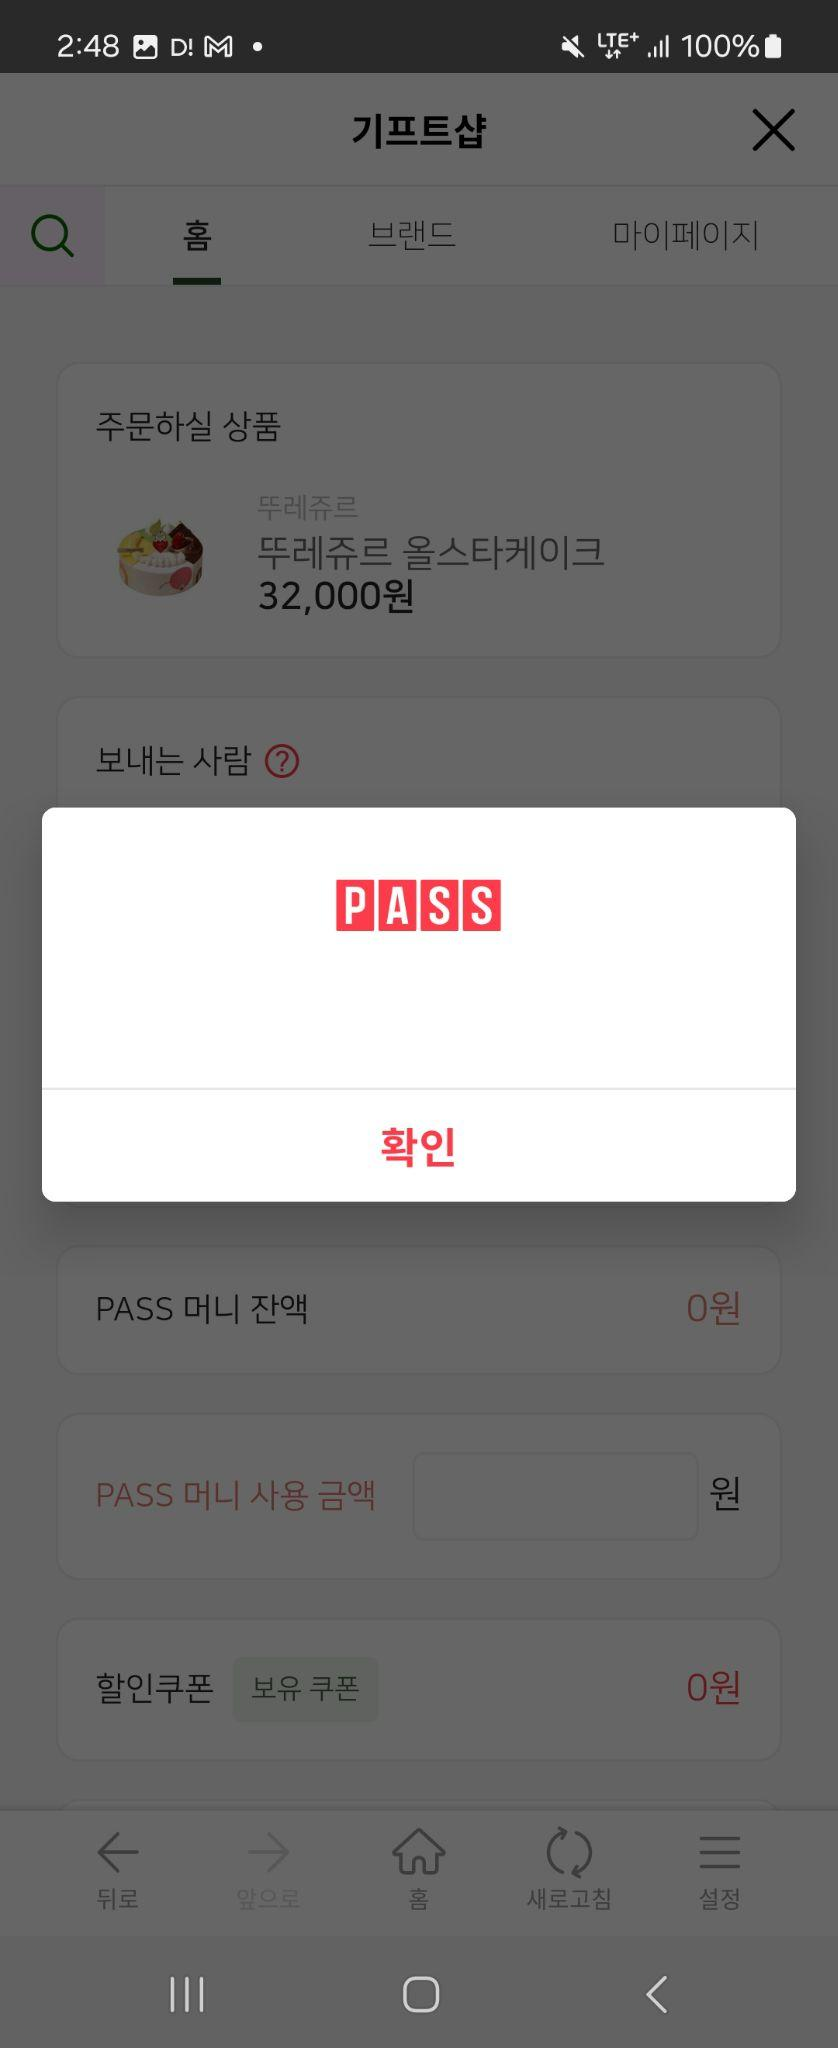 2:48 D! LTE+ 100%
기프트샵
홈 브랜드 마이페이지
주문하실 상품
뚜레쥬르
뚜레쥬르 올스타케이크
32,000원
보내는 사람 ?
PASS
확인
PASS 머니 잔액 0원
PASS 머니 사용 금액 원
할인쿠폰 보유 쿠폰 0원
뒤로 앞으로 홈 새로고침 설정